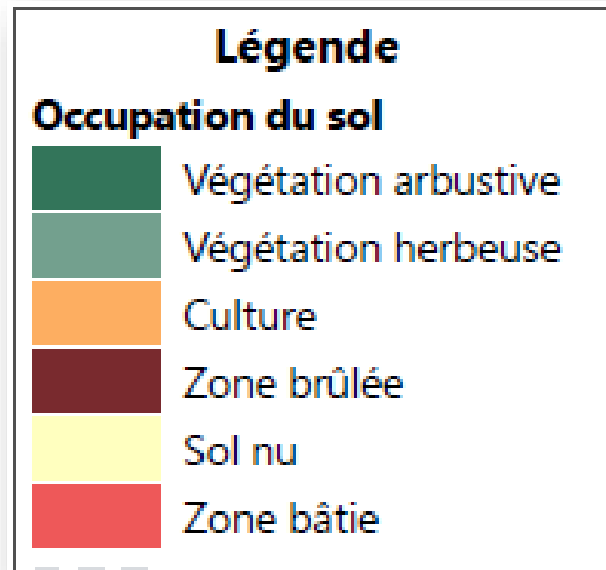 Légende
Occupation du sol
Végétation arbustive
Végétation herbeuse
Culture
Zone brûlée
Sol nu
Zone bâtie